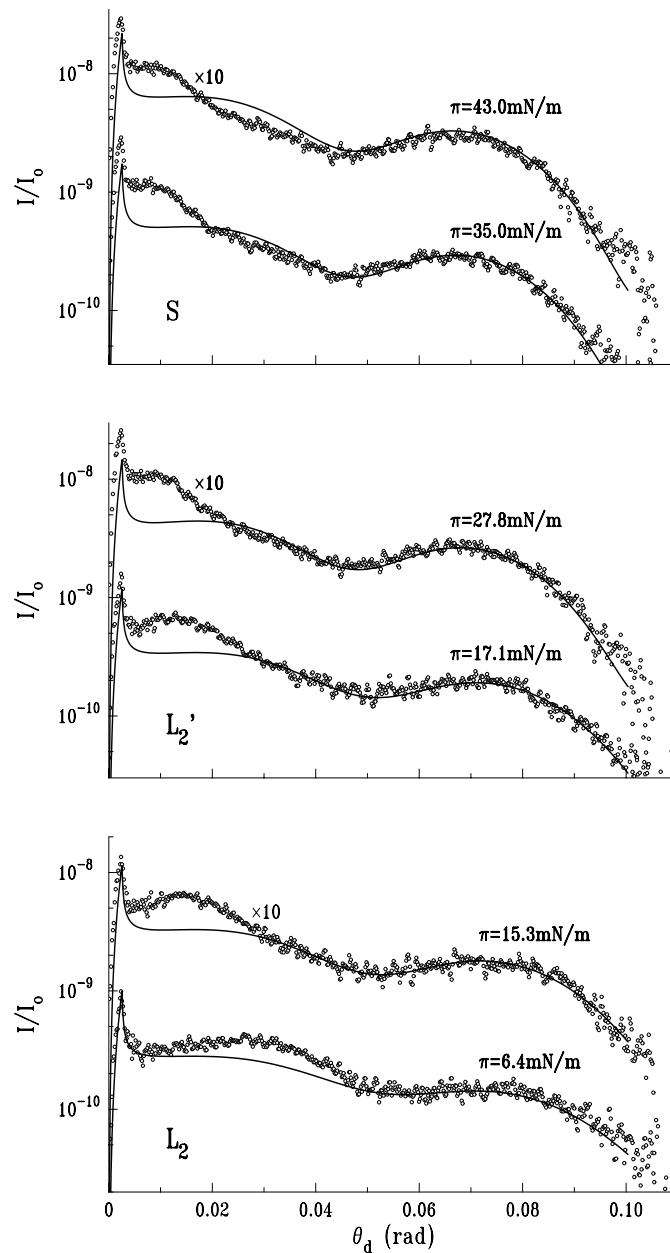 10⁻⁸
×10
π=43.0mN/m
I/I₀
10⁻⁹
π=35.0mN/m
10⁻¹⁰
S
10⁻⁸
×10
π=27.8mN/m
I/I₀
10⁻⁹
π=17.1mN/m
10⁻¹⁰
L₂'
10⁻⁸
×10
π=15.3mN/m
I/I₀
10⁻⁹
π=6.4mN/m
10⁻¹⁰
L₂
0 0.02 0.04 0.06 0.08 0.10
θ_d (rad)